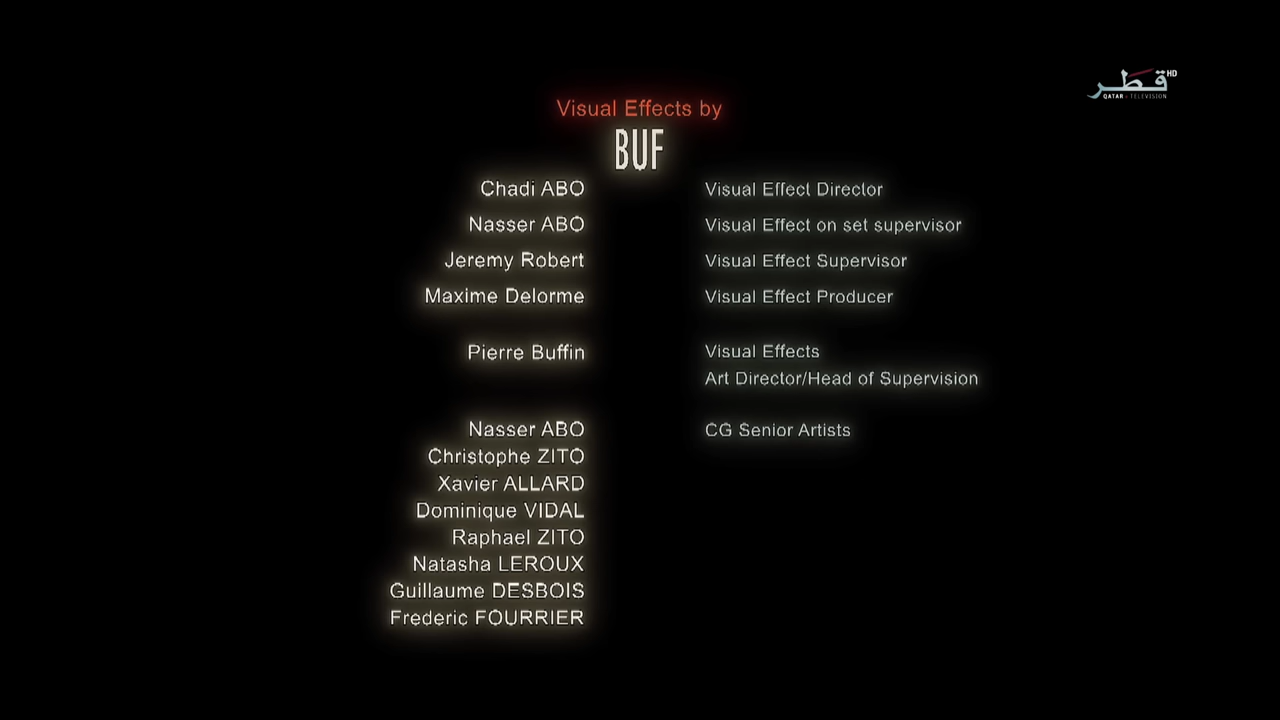 قطر HD
QATAR - TELEVISION
Visual Effects by
BUF
Chadi ABO Visual Effect Director
Nasser ABO Visual Effect on set supervisor
Jeremy Robert Visual Effect Supervisor
Maxime Delorme Visual Effect Producer
Pierre Buffin Visual Effects
Art Director/Head of Supervision
Nasser ABO CG Senior Artists
Christophe ZITO
Xavier ALLARD
Dominique VIDAL
Raphael ZITO
Natasha LEROUX
Guillaume DESBOIS
Frederic FOURRIER